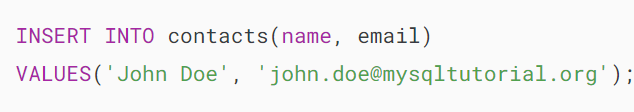 INSERT INTO contacts(name, email)
VALUES('John Doe', 'john.doe@mysqltutorial.org');